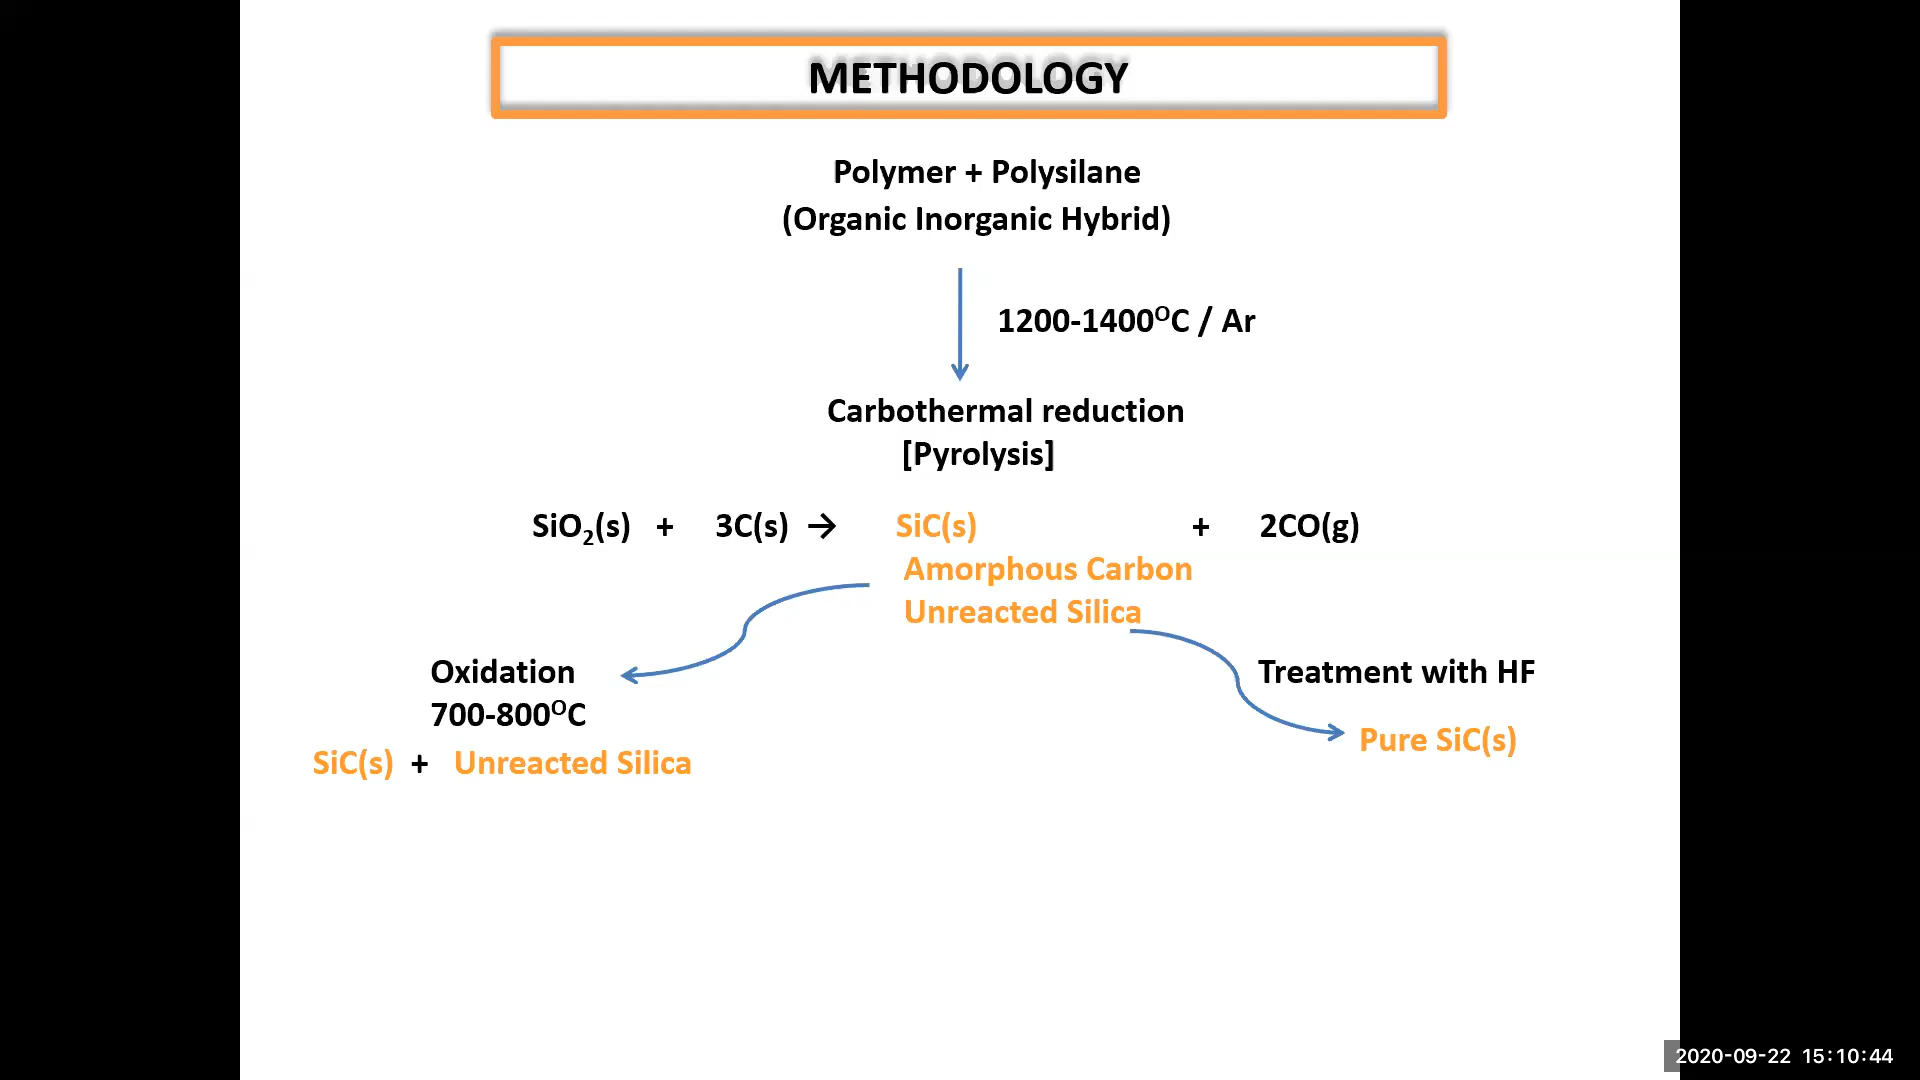 METHODOLOGY
Polymer + Polysilane
(Organic Inorganic Hybrid)
1200-1400ᴼC / Ar
Carbothermal reduction
[Pyrolysis]
SiO₂(s) + 3C(s) → SiC(s) + 2CO(g)
Amorphous Carbon
Unreacted Silica
Oxidation
700-800ᴼC
SiC(s) + Unreacted Silica
Treatment with HF
Pure SiC(s)
2020-09-22 15:10:44